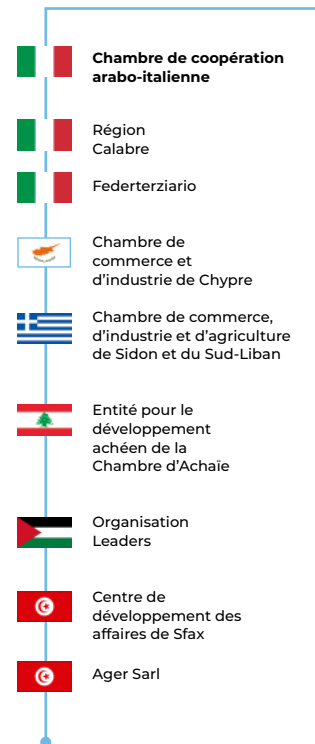 Chambre de coopération
arabo-italienne
Région
Calabre
Federterziario
Chambre de
commerce et
d'industrie de Chypre
Chambre de commerce,
d'industrie et d'agriculture
de Sidon et du Sud-Liban
Entité pour le
développement
achéen de la
Chambre d'Achaïe
Organisation
Leaders
Centre de
développement des
affaires de Sfax
Ager Sarl